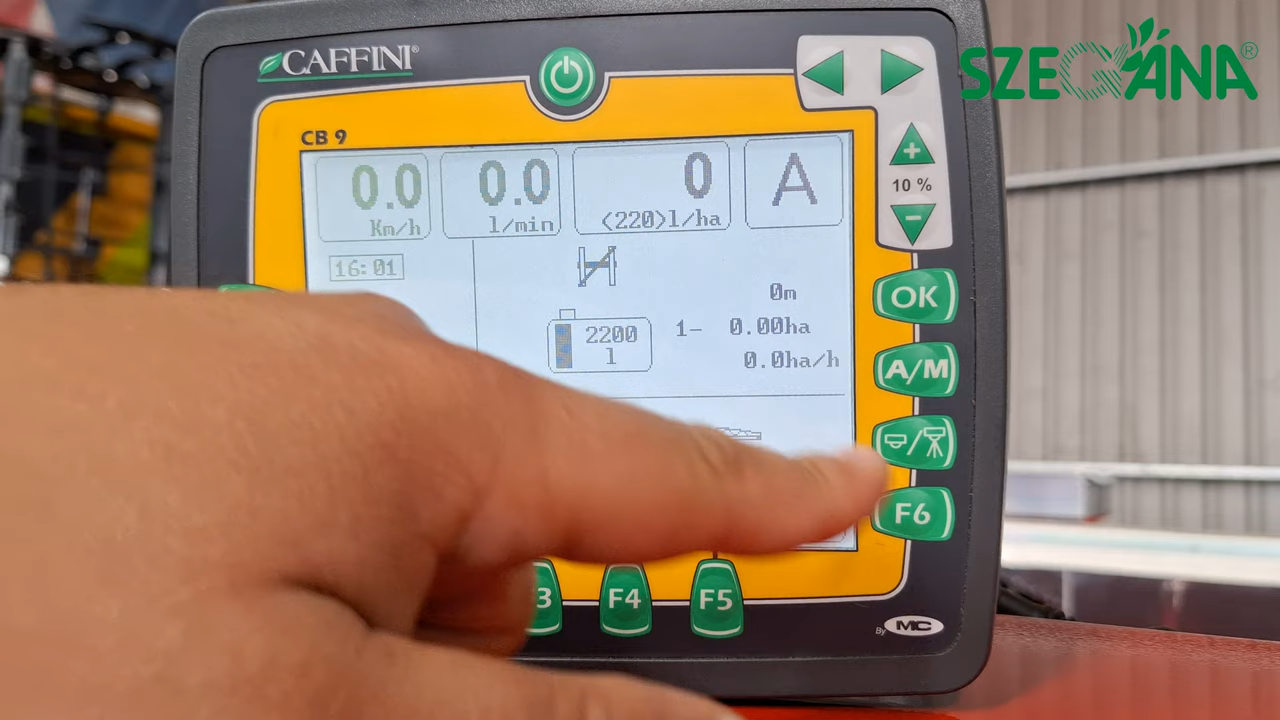 CAFFINI®
SZEGÁNA®
CB 9
0.0
Km/h
0.0
l/min
0
(220)l/ha
A
+
10 %
-
16:01
0m
2200
l
1- 0.00ha
0.0ha/h
OK
A/M
F6
3
F4
F5
By MC